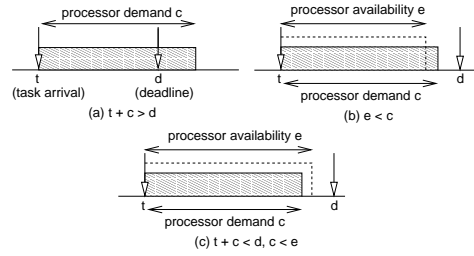 processor demand c
t
(task arrival)
d
(deadline)
(a) t + c > d
processor availability e
t
d
processor demand c
(b) e < c
processor availability e
t
d
processor demand c
(c) t + c < d, c < e